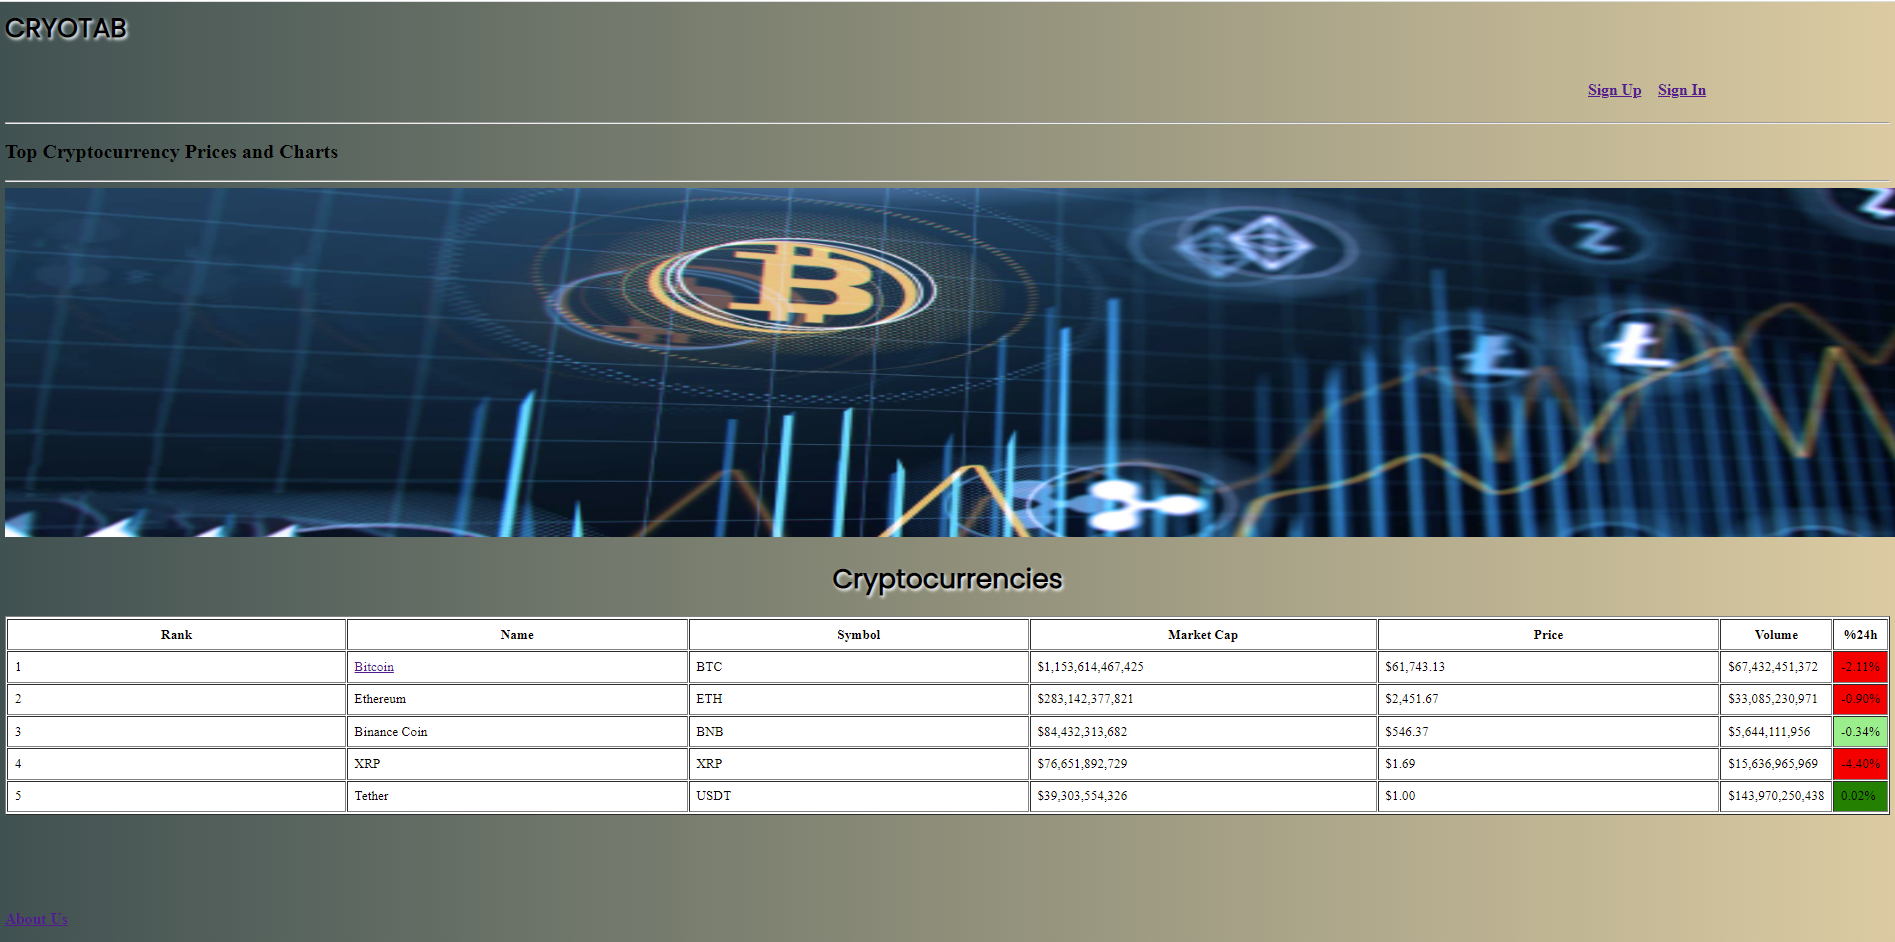 CRYOTAB
Sign Up Sign In
Top Cryptocurrency Prices and Charts
Cryptocurrencies
Rank Name Symbol Market Cap Price Volume %24h
1 Bitcoin BTC $1,153,614,467,425 $61,743.13 $67,432,451,372 -2.11%
2 Ethereum ETH $283,142,377,821 $2,451.67 $33,085,230,971 -0.90%
3 Binance Coin BNB $84,432,313,682 $546.37 $5,644,111,956 -0.34%
4 XRP XRP $76,651,892,729 $1.69 $15,636,965,969 -4.40%
5 Tether USDT $39,303,554,326 $1.00 $143,970,250,438 0.02%
About Us